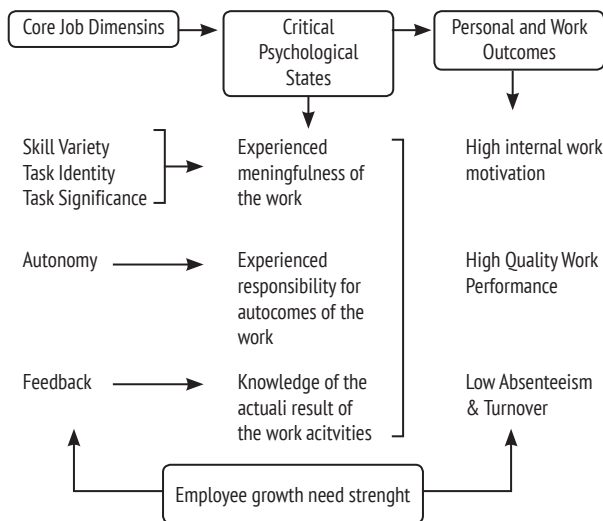 Core Job Dimensins
Critical
Psychological
States
Personal and Work
Outcomes
Skill Variety
Task Identity
Task Significance
Experienced
meaningfulness of
the work
High internal work
motivation
Autonomy
Experienced
responsibility for
autocomes of the
work
High Quality Work
Performance
Feedback
Knowledge of the
actuali result of
the work acitvities
Low Absenteeism
& Turnover
Employee growth need strenght